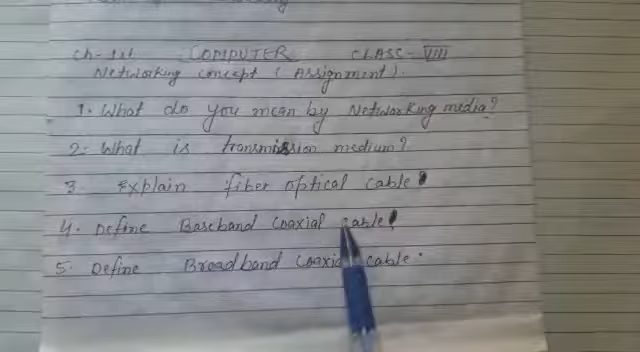 Ch-1st COMPUTER CLASS-VIII
Networking concept (Assignment).
1. What do you mean by Networking media?
2. What is transmission medium?
3. Explain fiber optical cable
4. Define Baseband Coaxial cable
5. Define Broadband Coaxial cable.